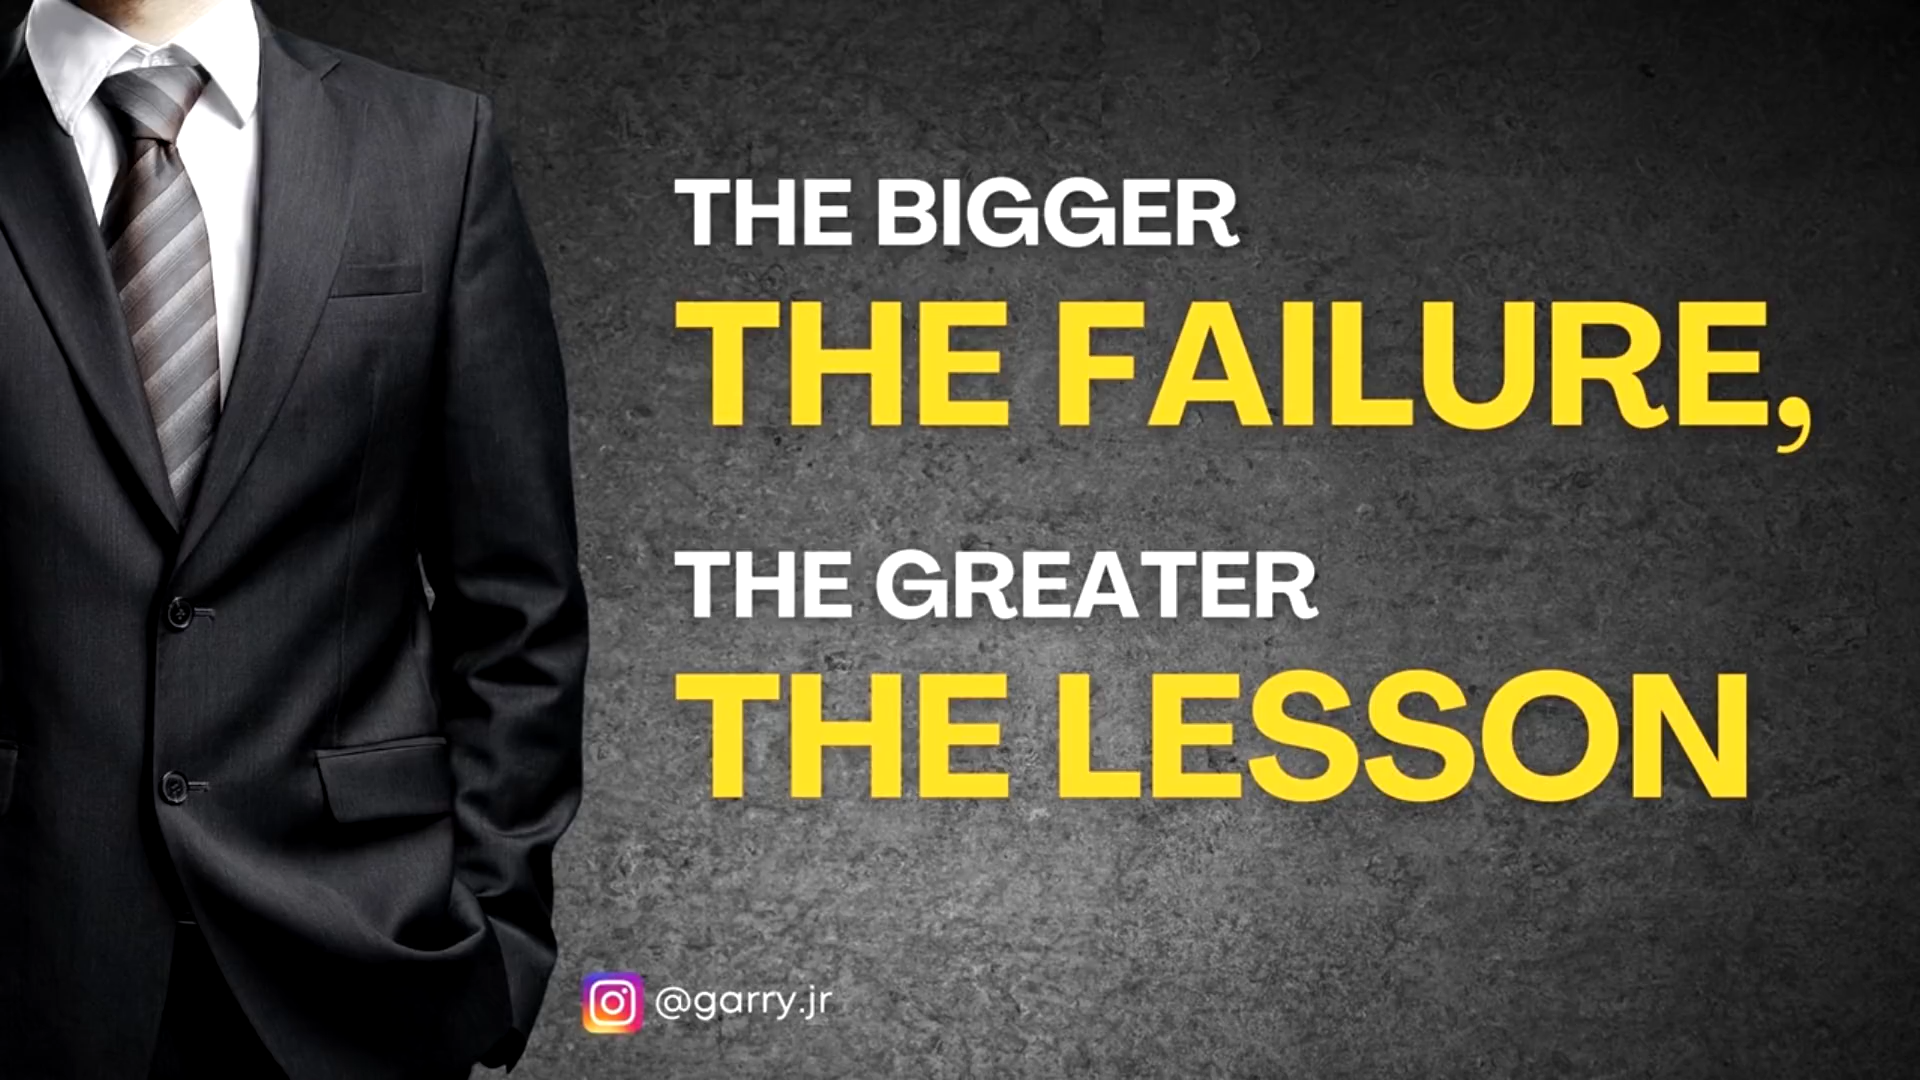 THE BIGGER
THE FAILURE,
THE GREATER
THE LESSON
@garry.jr